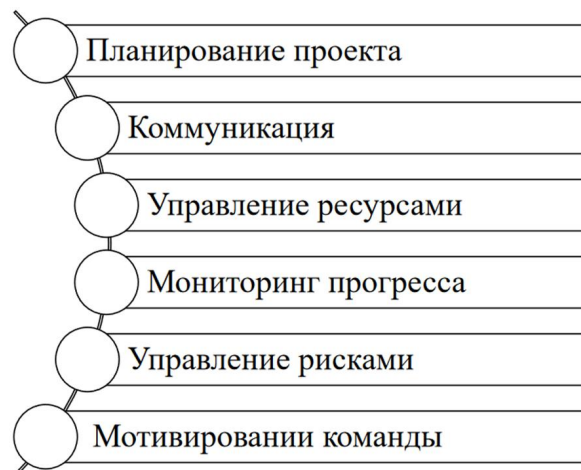 Планирование проекта
Коммуникация
Управление ресурсами
Мониторинг прогресса
Управление рисками
Мотивировании команды